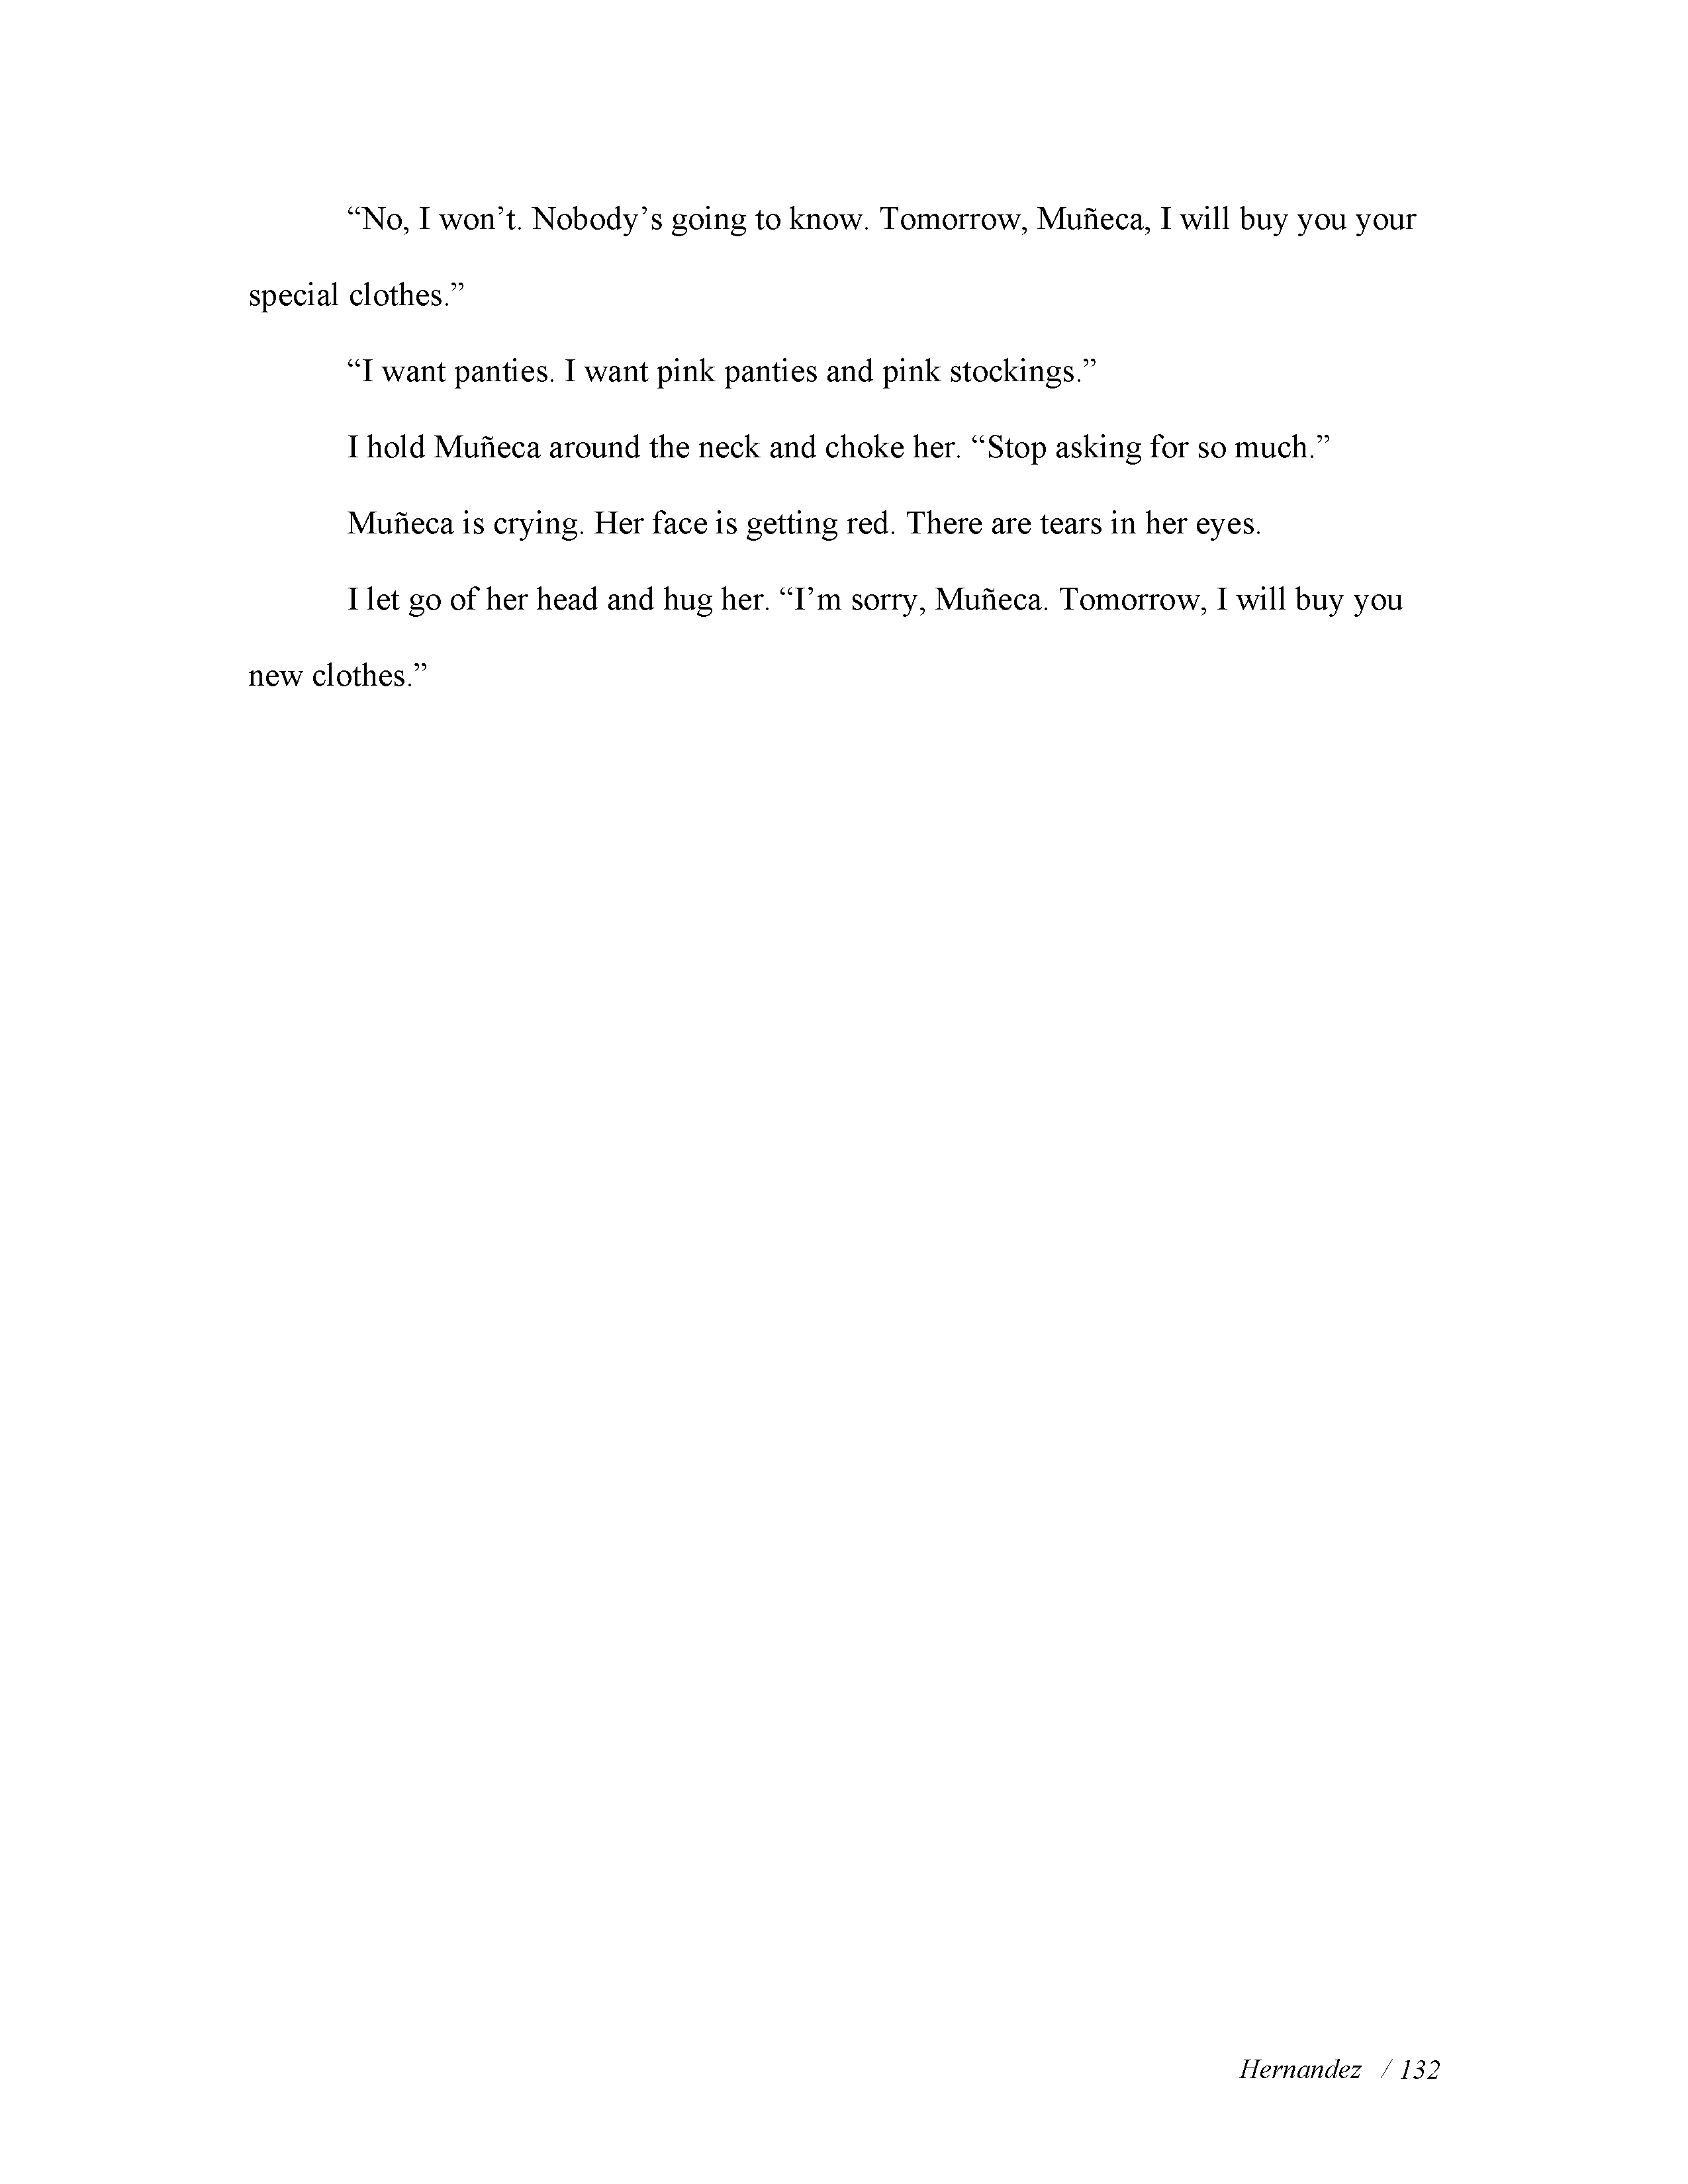 “No, I won’t. Nobody’s going to know. Tomorrow, Muñeca, I will buy you your
special clothes.”
“I want panties. I want pink panties and pink stockings.”
I hold Muñeca around the neck and choke her. “Stop asking for so much.”
Muñeca is crying. Her face is getting red. There are tears in her eyes.
I let go of her head and hug her. “I’m sorry, Muñeca. Tomorrow, I will buy you
new clothes.”
Hernandez / 132